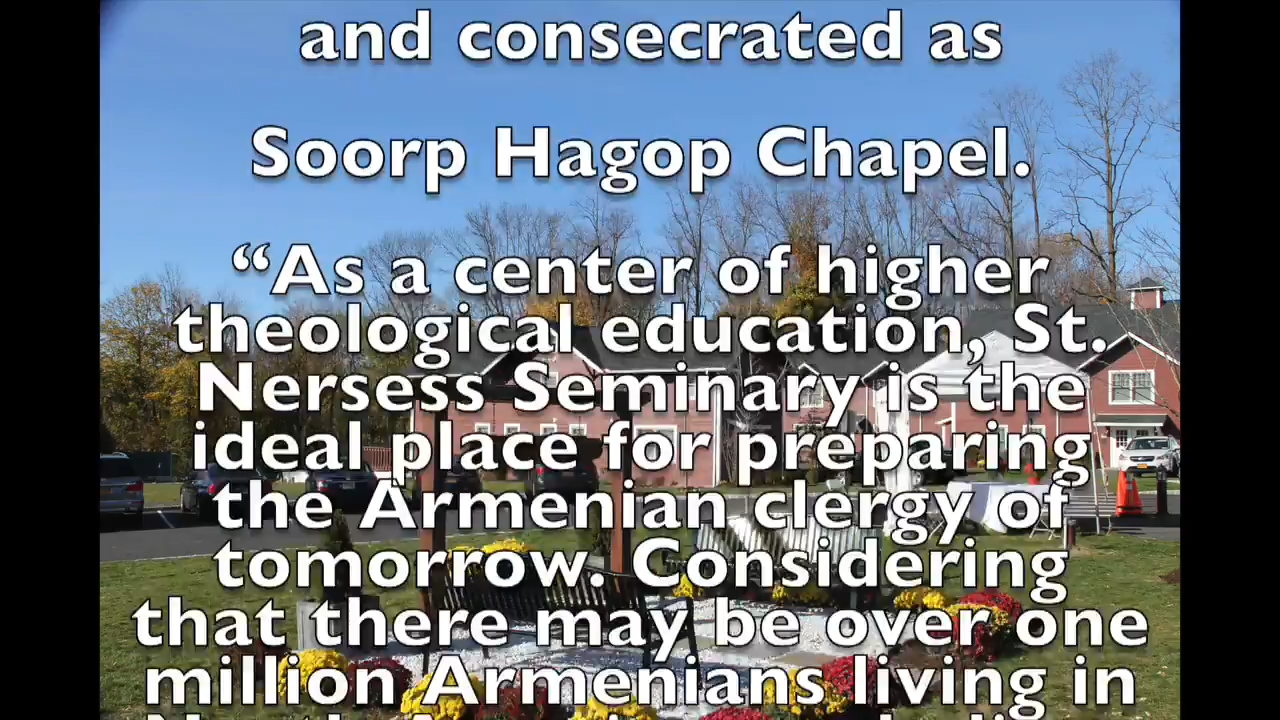 and consecrated as
Soorp Hagop Chapel.
“As a center of higher
theological education, St.
Nersess Seminary is the
ideal place for preparing
the Armenian clergy of
tomorrow. Considering
that there may be over one
million Armenians living in